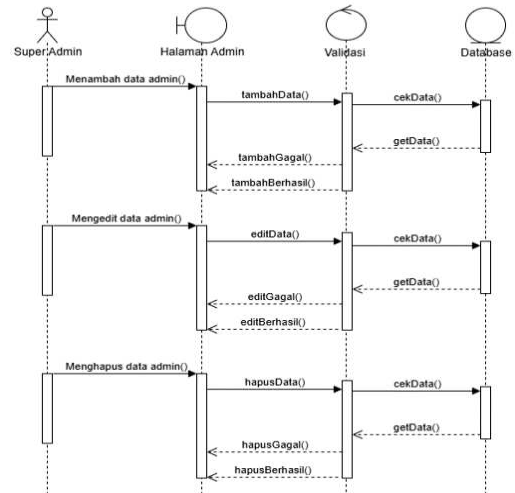 Super Admin
Halaman Admin
Validasi
Database
Menambah data admin()
tambahData()
cekData()
getData()
tambahGagal()
tambahBerhasil()
Mengedit data admin()
editData()
cekData()
getData()
editGagal()
editBerhasil()
Menghapus data admin()
hapusData()
cekData()
getData()
hapusGagal()
hapusBerhasil()